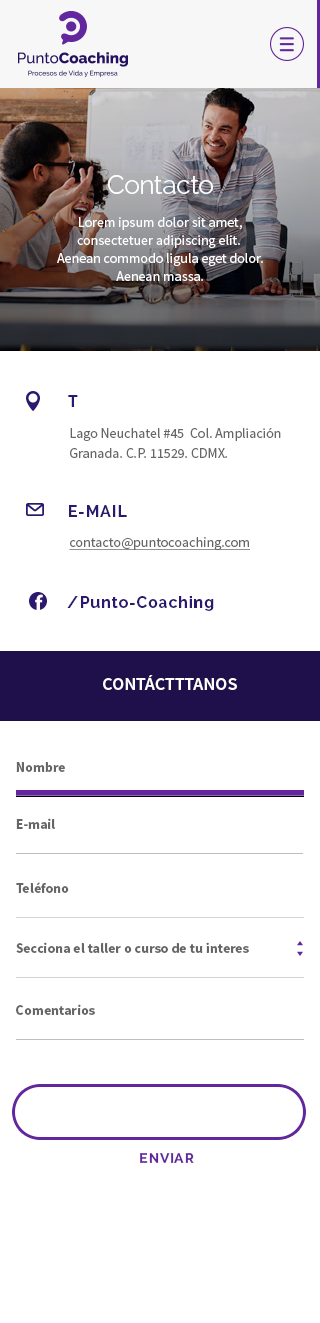 PuntoCoaching
Procesos de Vida y Empresa
Contacto
Lorem ipsum dolor sit amet,
consectetuer adipiscing elit.
Aenean commodo ligula eget dolor.
Aenean massa.
T
Lago Neuchatel #45 Col. Ampliación
Granada. C.P. 11529. CDMX.
E-MAIL
contacto@puntocoaching.com
/Punto-Coaching
CONTÁCTTTANOS
Nombre
E-mail
Teléfono
Secciona el taller o curso de tu interes
Comentarios
ENVIAR